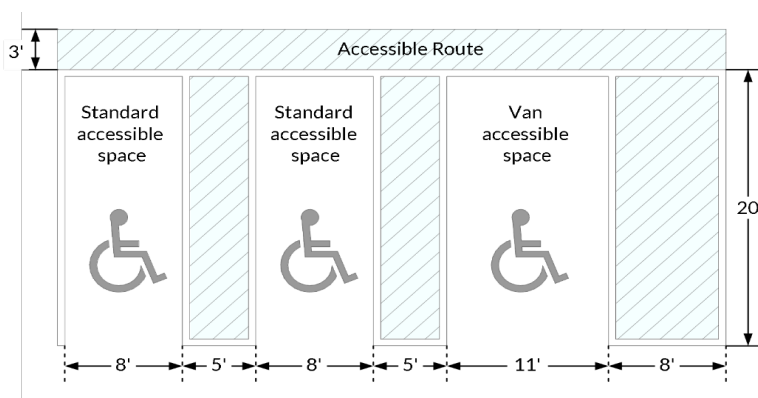 3'
Accessible Route
Standard
accessible
space
Standard
accessible
space
Van
accessible
space
20
8'
5'
8'
5'
11'
8'